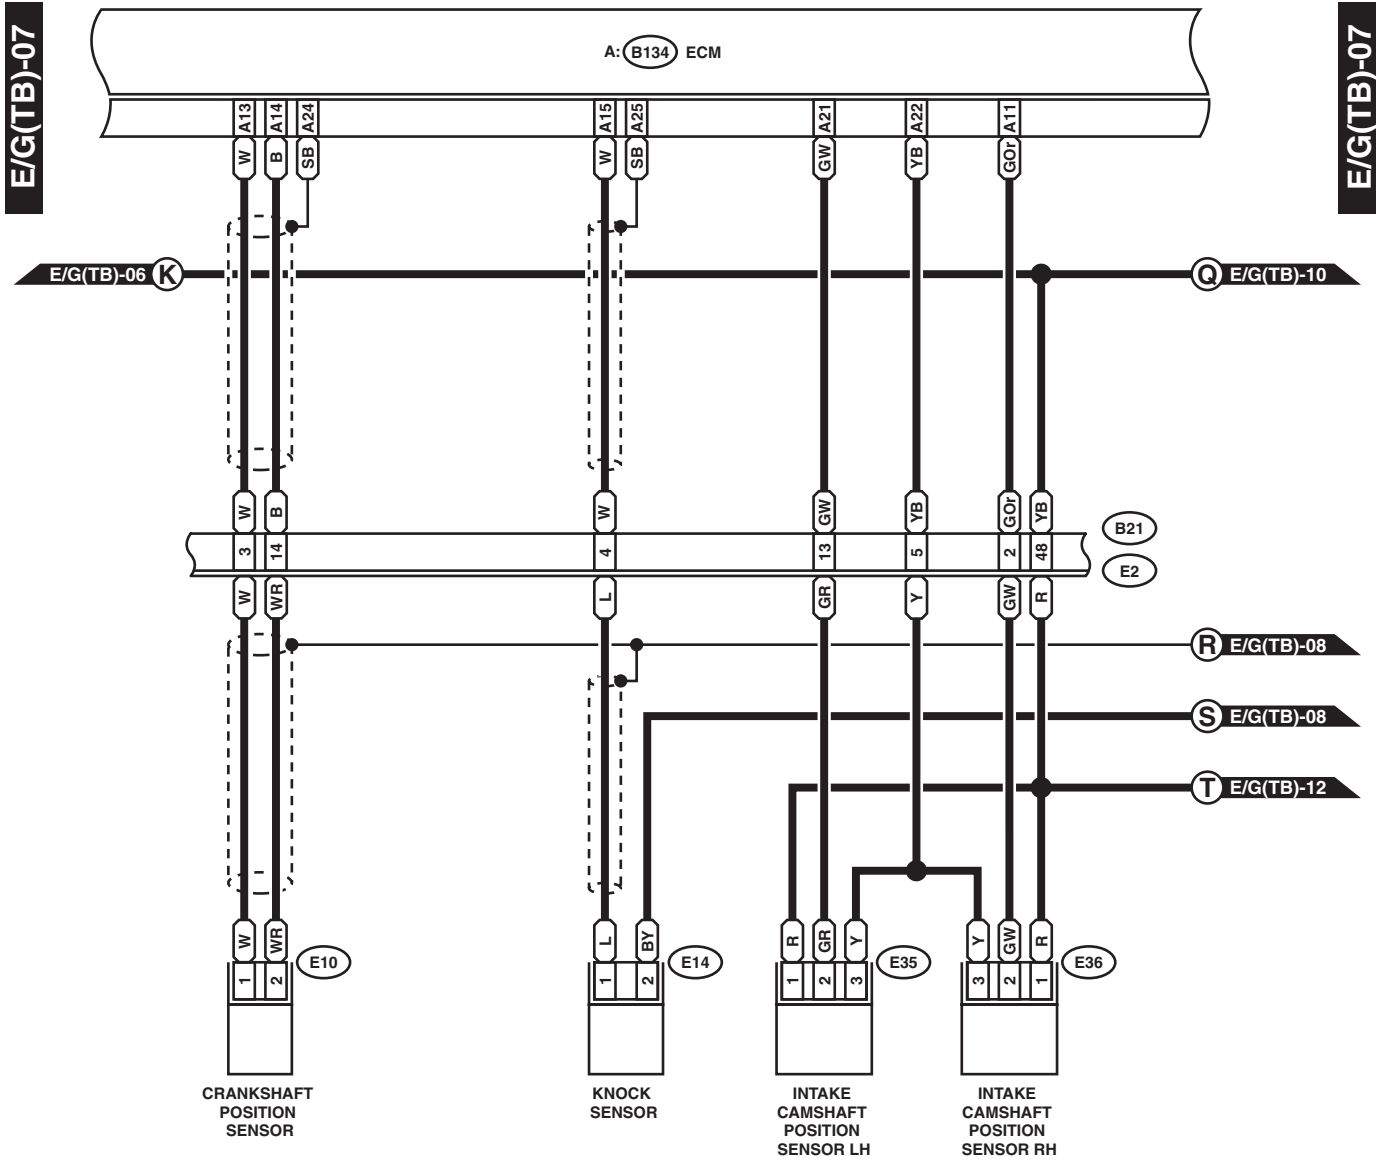 E/G(TB)-07
E/G(TB)-07
A: B134 ECM
A13 A14 A24 A15 A25 A21 A22 A11
W B SB W SB GW YB GOr
E/G(TB)-06 K
Q E/G(TB)-10
W B W GW YB GOr YB
B21
3 14 4 13 5 2 48
E2
W WR L GR Y GW R
R E/G(TB)-08
S E/G(TB)-08
T E/G(TB)-12
W WR L BY R GR Y Y GW R
E10 E14 E35 E36
1 2 1 2 1 2 3 3 2 1
CRANKSHAFT
POSITION
SENSOR
KNOCK
SENSOR
INTAKE
CAMSHAFT
POSITION
SENSOR LH
INTAKE
CAMSHAFT
POSITION
SENSOR RH